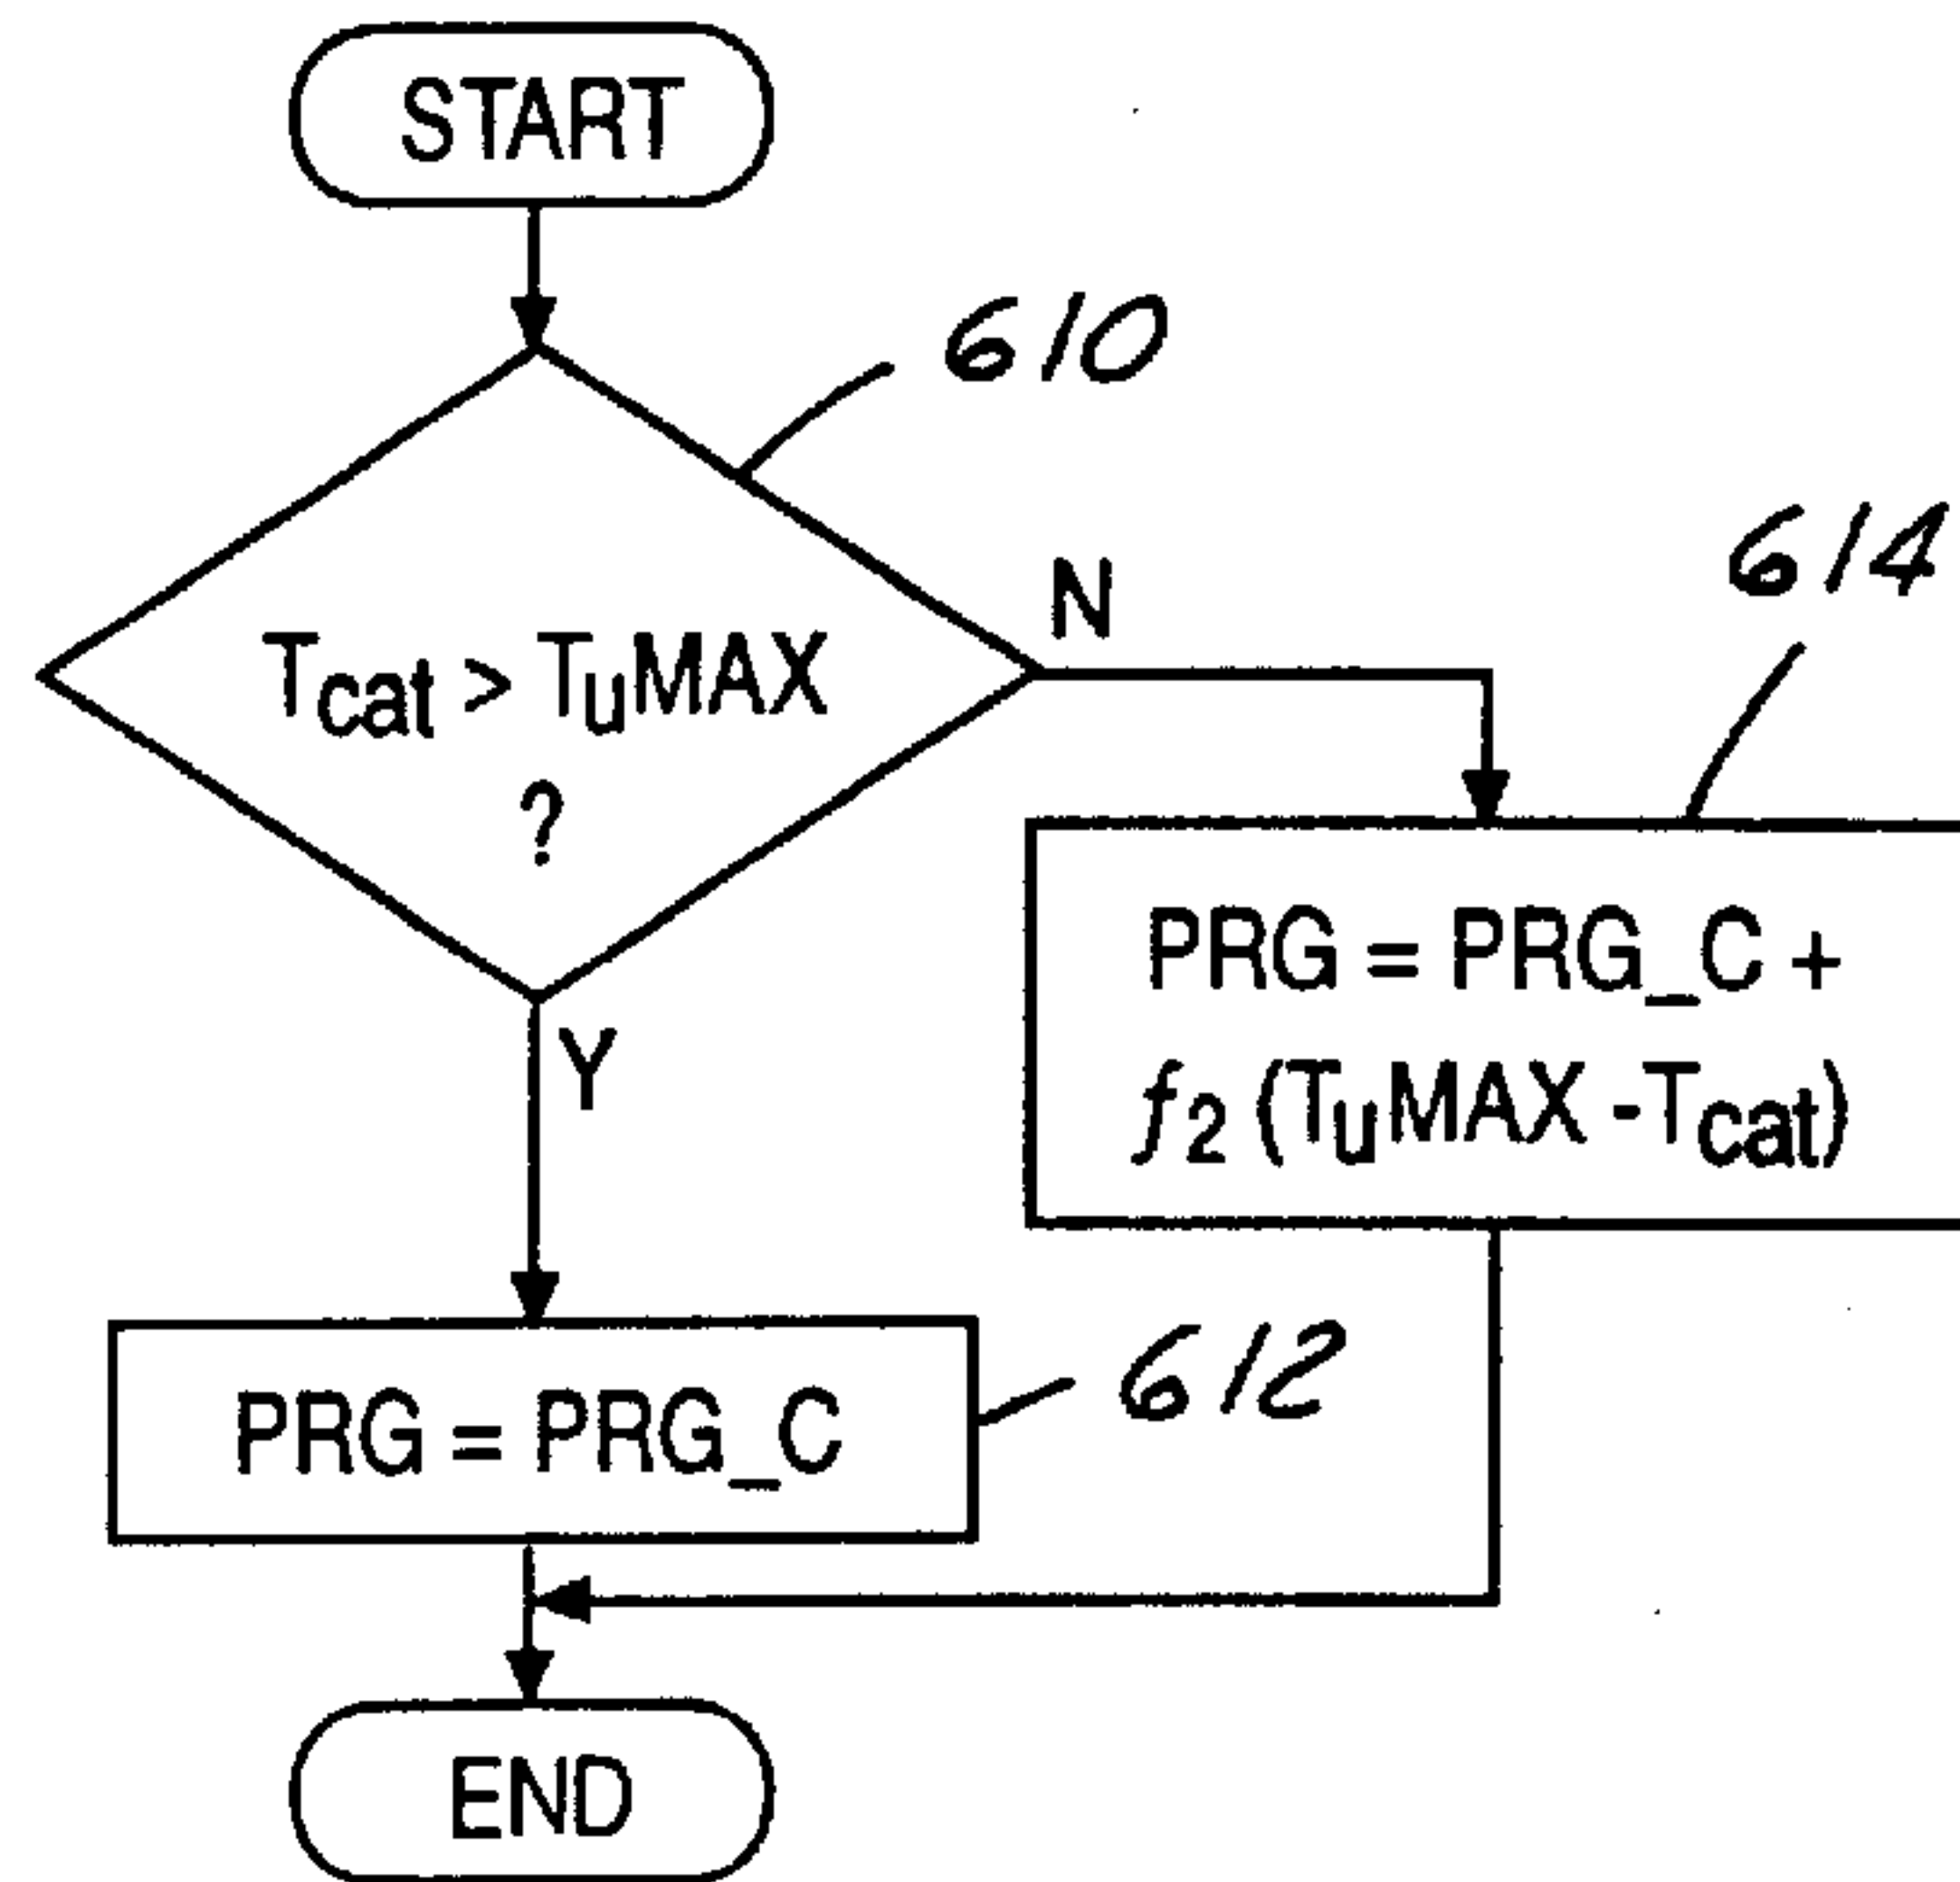 START
610
Tcat > TuMAX
?
N
614
PRG = PRG_C +
f2 (TuMAX - Tcat)
Y
PRG = PRG_C
612
END